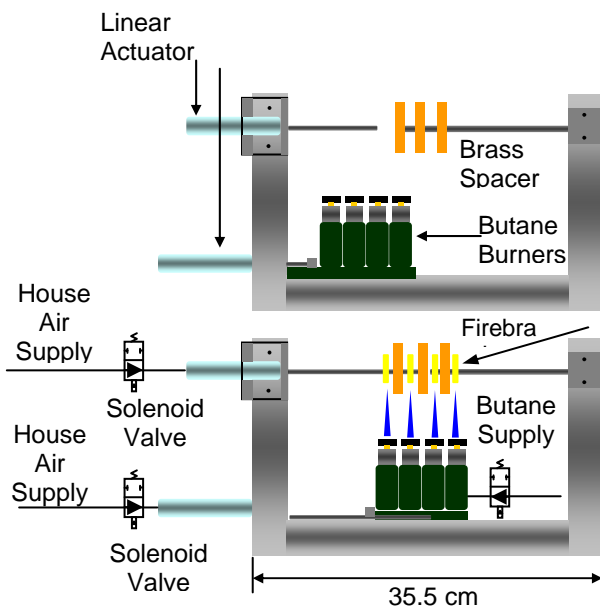 Linear
Actuator
Brass
Spacer
Butane
Burners
House
Air
Supply
Solenoid
Valve
Firebra
Butane
Supply
House
Air
Supply
Solenoid
Valve
35.5 cm